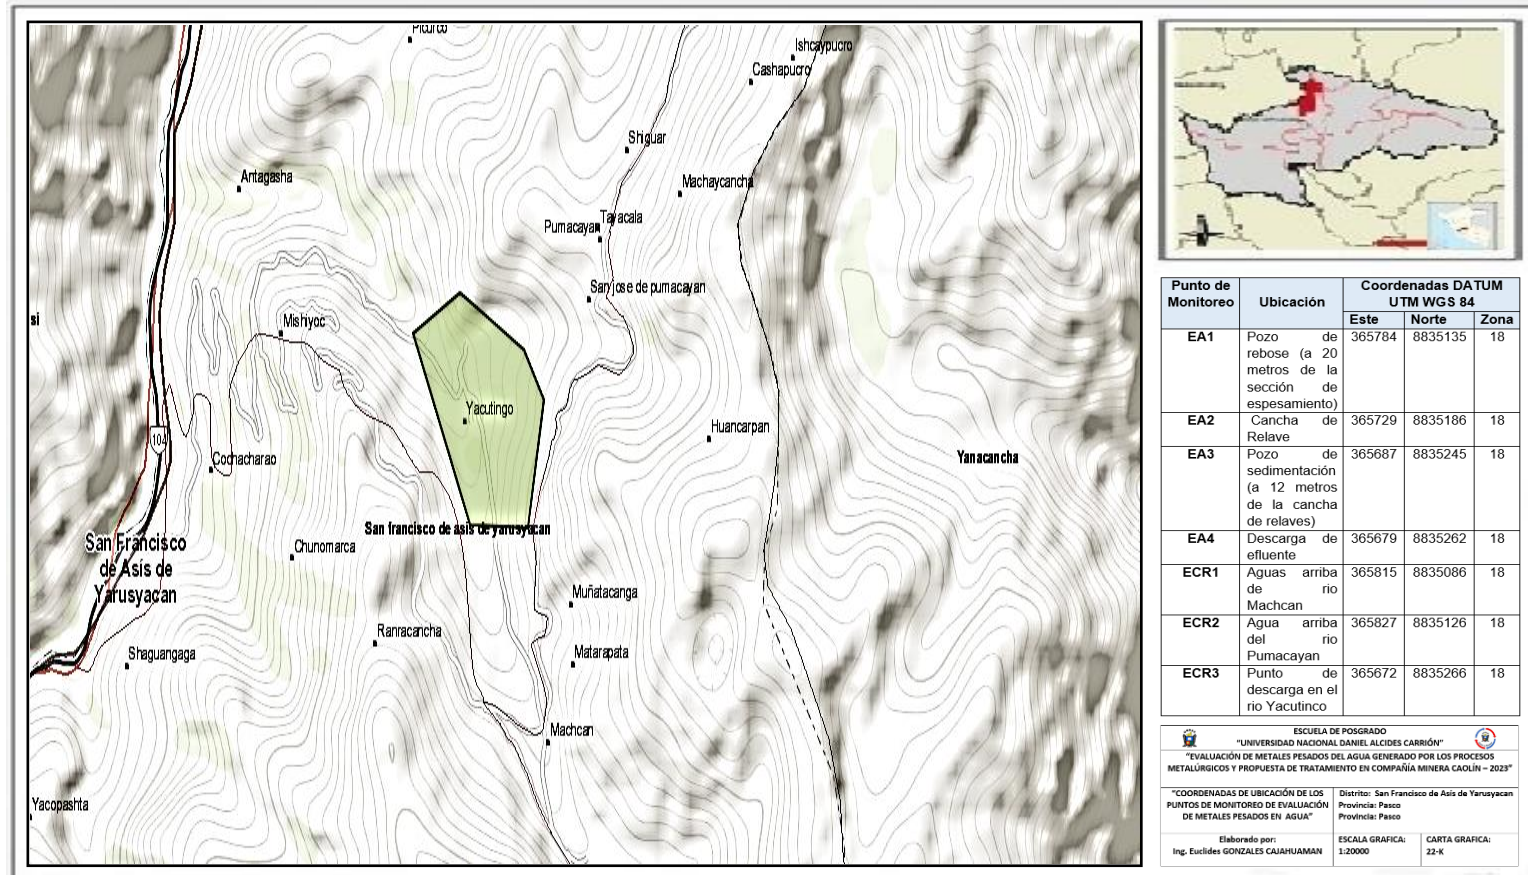 Picurco
Ishcaypucro
Cashapucro
Shiguar
Antagasha
Machaycancha
Tayacala
Pumacayan
San jose de pumacayan
si
Mishiyoc
Yacutingo
Huancarpan
104
Cochacharao
Yanacancha
San francisco de asis de yarusyacan
San Francisco
de Asís de
Yarusyacan
Chunomarca
Muñatacanga
Ranracancha
Shaguangaga
Matarapata
Machcan
Yacopashta
Punto de
Monitoreo
Ubicación
Coordenadas DATUM
UTM WGS 84
Este Norte Zona
EA1 Pozo de 365784 8835135 18
rebose (a 20
metros de la
sección de
espesamiento)
EA2 Cancha de 365729 8835186 18
Relave
EA3 Pozo de 365687 8835245 18
sedimentación
(a 12 metros
de la cancha
de relaves)
EA4 Descarga de 365679 8835262 18
efluente
ECR1 Aguas arriba 365815 8835086 18
de rio
Machcan
ECR2 Agua arriba 365827 8835126 18
del rio
Pumacayan
ECR3 Punto de 365672 8835266 18
descarga en el
rio Yacutinco
ESCUELA DE POSGRADO
"UNIVERSIDAD NACIONAL DANIEL ALCIDES CARRIÓN"
"EVALUACIÓN DE METALES PESADOS DEL AGUA GENERADO POR LOS PROCESOS
METALÚRGICOS Y PROPUESTA DE TRATAMIENTO EN COMPAÑÍA MINERA CAOLÍN – 2023"
"COORDENADAS DE UBICACIÓN DE LOS
PUNTOS DE MONITOREO DE EVALUACIÓN
DE METALES PESADOS EN AGUA"
Distrito: San Francisco de Asis de Yarusyacan
Provincia: Pasco
Provincia: Pasco
Elaborado por:
Ing. Euclides GONZALES CAJAHUAMAN
ESCALA GRAFICA:
1:20000
CARTA GRAFICA:
22-K